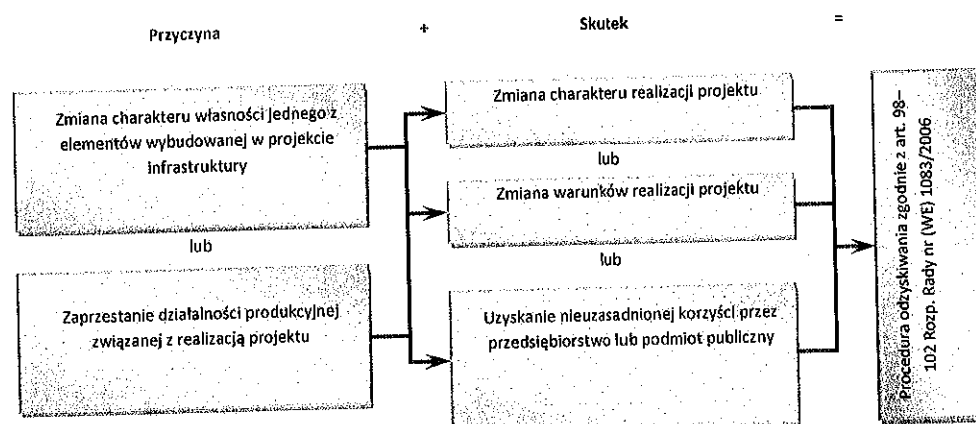 Przyczyna + Skutek =
Zmiana charakteru własności jednego z
elementów wybudowanej w projekcie
infrastruktury
lub
Zaprzestanie działalności produkcyjnej
związanej z realizacją projektu
Zmiana charakteru realizacji projektu
lub
Zmiana warunków realizacji projektu
lub
Uzyskanie nieuzasadnionej korzyści przez
przedsiębiorstwo lub podmiot publiczny
Procedura odzyskiwania zgodnie z art. 98–
102 Rozp. Rady nr (WE) 1083/2006